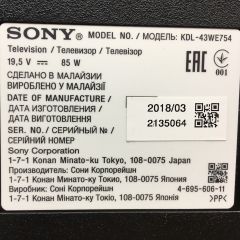 SONY MODEL NO. / МОДЕЛЬ: KDL-43WE754
Television / Телевизор / Телевізор
19,5 V ⎓ 85 W
EAC
001
СДЕЛАНО В МАЛАЙЗИИ
ВИРОБЛЕНО У МАЛАЙЗІЇ
DATE OF MANUFACTURE /
ДАТА ИЗГОТОВЛЕНИЯ /
ДАТА ВИГОТОВЛЕННЯ
2018/03
SER. NO. / СЕРИЙНЫЙ № /
СЕРІЙНИЙ НОМЕР
2135064
Sony Corporation
1-7-1 Konan Minato-ku Tokyo, 108-0075 Japan
Производитель: Сони Корпорейшн
1-7-1 Конан Минато-ку Токио, 108-0075 Япония
Виробник: Соні Корпорейшн 4-695-606-11
1-7-1 Конан Мінато-ку Токіо, 108-0075 Японія >PP<